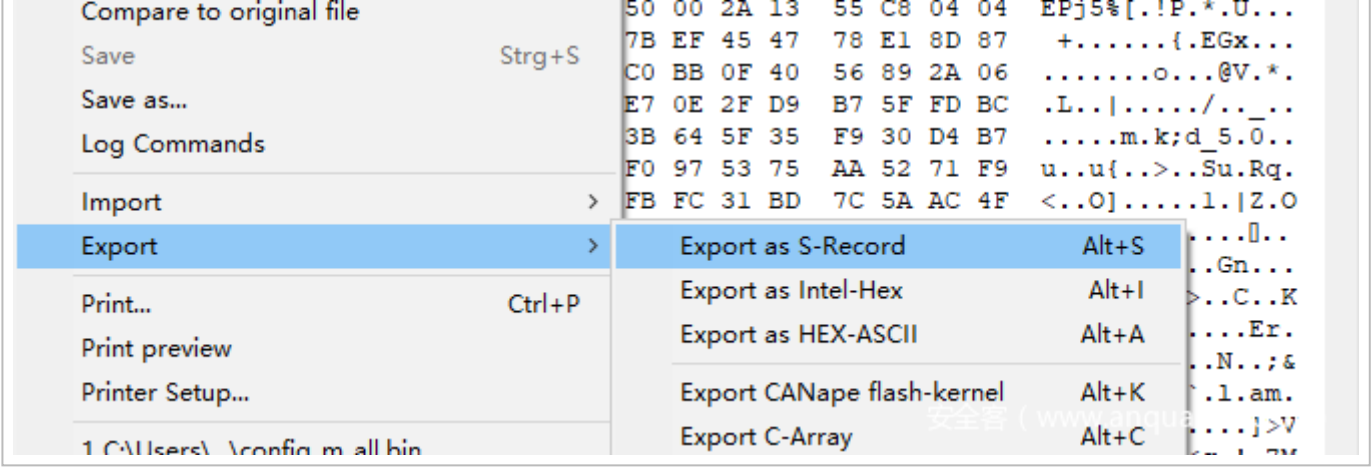 Compare to original file
Save Strg+S
Save as...
Log Commands
Import >
Export >
Print... Ctrl+P
Print preview
Printer Setup...
1 C:\Users\...\config_m_all.bin
50 00 2A 13 55 C8 04 04 EPj5%[.!P.*.U...
7B EF 45 47 78 E1 8D 87 +......{.EGx...
C0 BB 0F 40 56 89 2A 06 .......o...@V.*.
E7 0E 2F D9 B7 5F FD BC .L..|...../.._..
3B 64 5F 35 F9 30 D4 B7 .....m.k;d_5.0..
F0 97 53 75 AA 52 71 F9 u..u{..>..Su.Rq.
FB FC 31 BD 7C 5A AC 4F <..O].....1.|Z.O
Export as S-Record Alt+S
Export as Intel-Hex Alt+I
Export as HEX-ASCII Alt+A
Export CANape flash-kernel Alt+K
Export C-Array Alt+C
..Gn...
>..C..K
....Er.
..N..;&
`.l.am.
....]>V
安全客（www.anqua